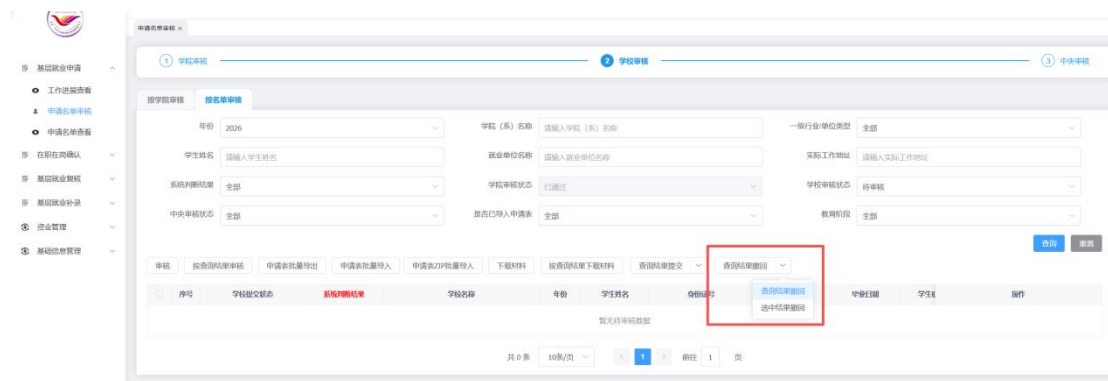 申请名单审核 ×
1 学院审核 2 学校审核 3 中央审核
基层就业申请
工作进展查看
申请名单审核
申请名单查看
在职在岗确认
基层就业复核
基层就业补录
资金管理
基础信息管理
按学院审核 按名单审核
年份 2026 学院（系）名称 请输入学院（系）名称 一级行业/单位类型 全部
学生姓名 请输入学生姓名 就业单位名称 请输入就业单位名称 实际工作地址 请输入实际工作地址
系统判断结果 全部 学院审核状态 已通过 学校审核状态 待审核
中央审核状态 全部 是否已导入申请表 全部 教育阶段 全部
查询 重置
审核 按查询结果审核 申请表批量导出 申请表批量导入 申请表ZIP批量导入 下载材料 按查询结果下载材料 查询结果提交 查询结果撤回
查询结果撤回
选中结果撤回
序号 学校提交状态 系统判断结果 学校名称 年份 学生姓名 身份证号 毕业日期 操作
暂无待审核数据
共 0 条 10条/页 1 前往 1 页